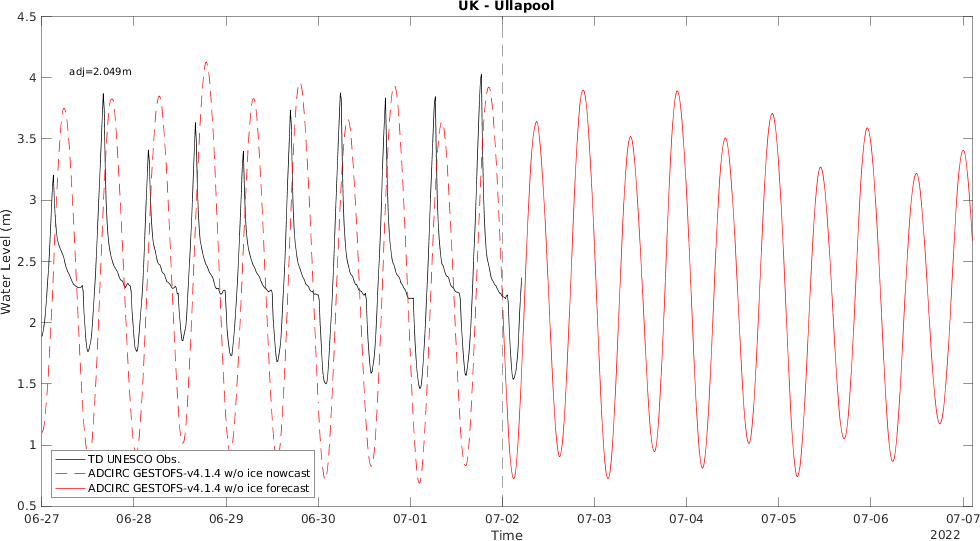 UK - Ullapool
4.5
4
3.5
3
2.5
2
1.5
1
0.5
Water Level (m)
adj=2.049m
TD UNESCO Obs.
ADCIRC GESTOFS-v4.1.4 w/o ice nowcast
ADCIRC GESTOFS-v4.1.4 w/o ice forecast
06-27 06-28 06-29 06-30 07-01 07-02 07-03 07-04 07-05 07-06 07-07
Time
2022